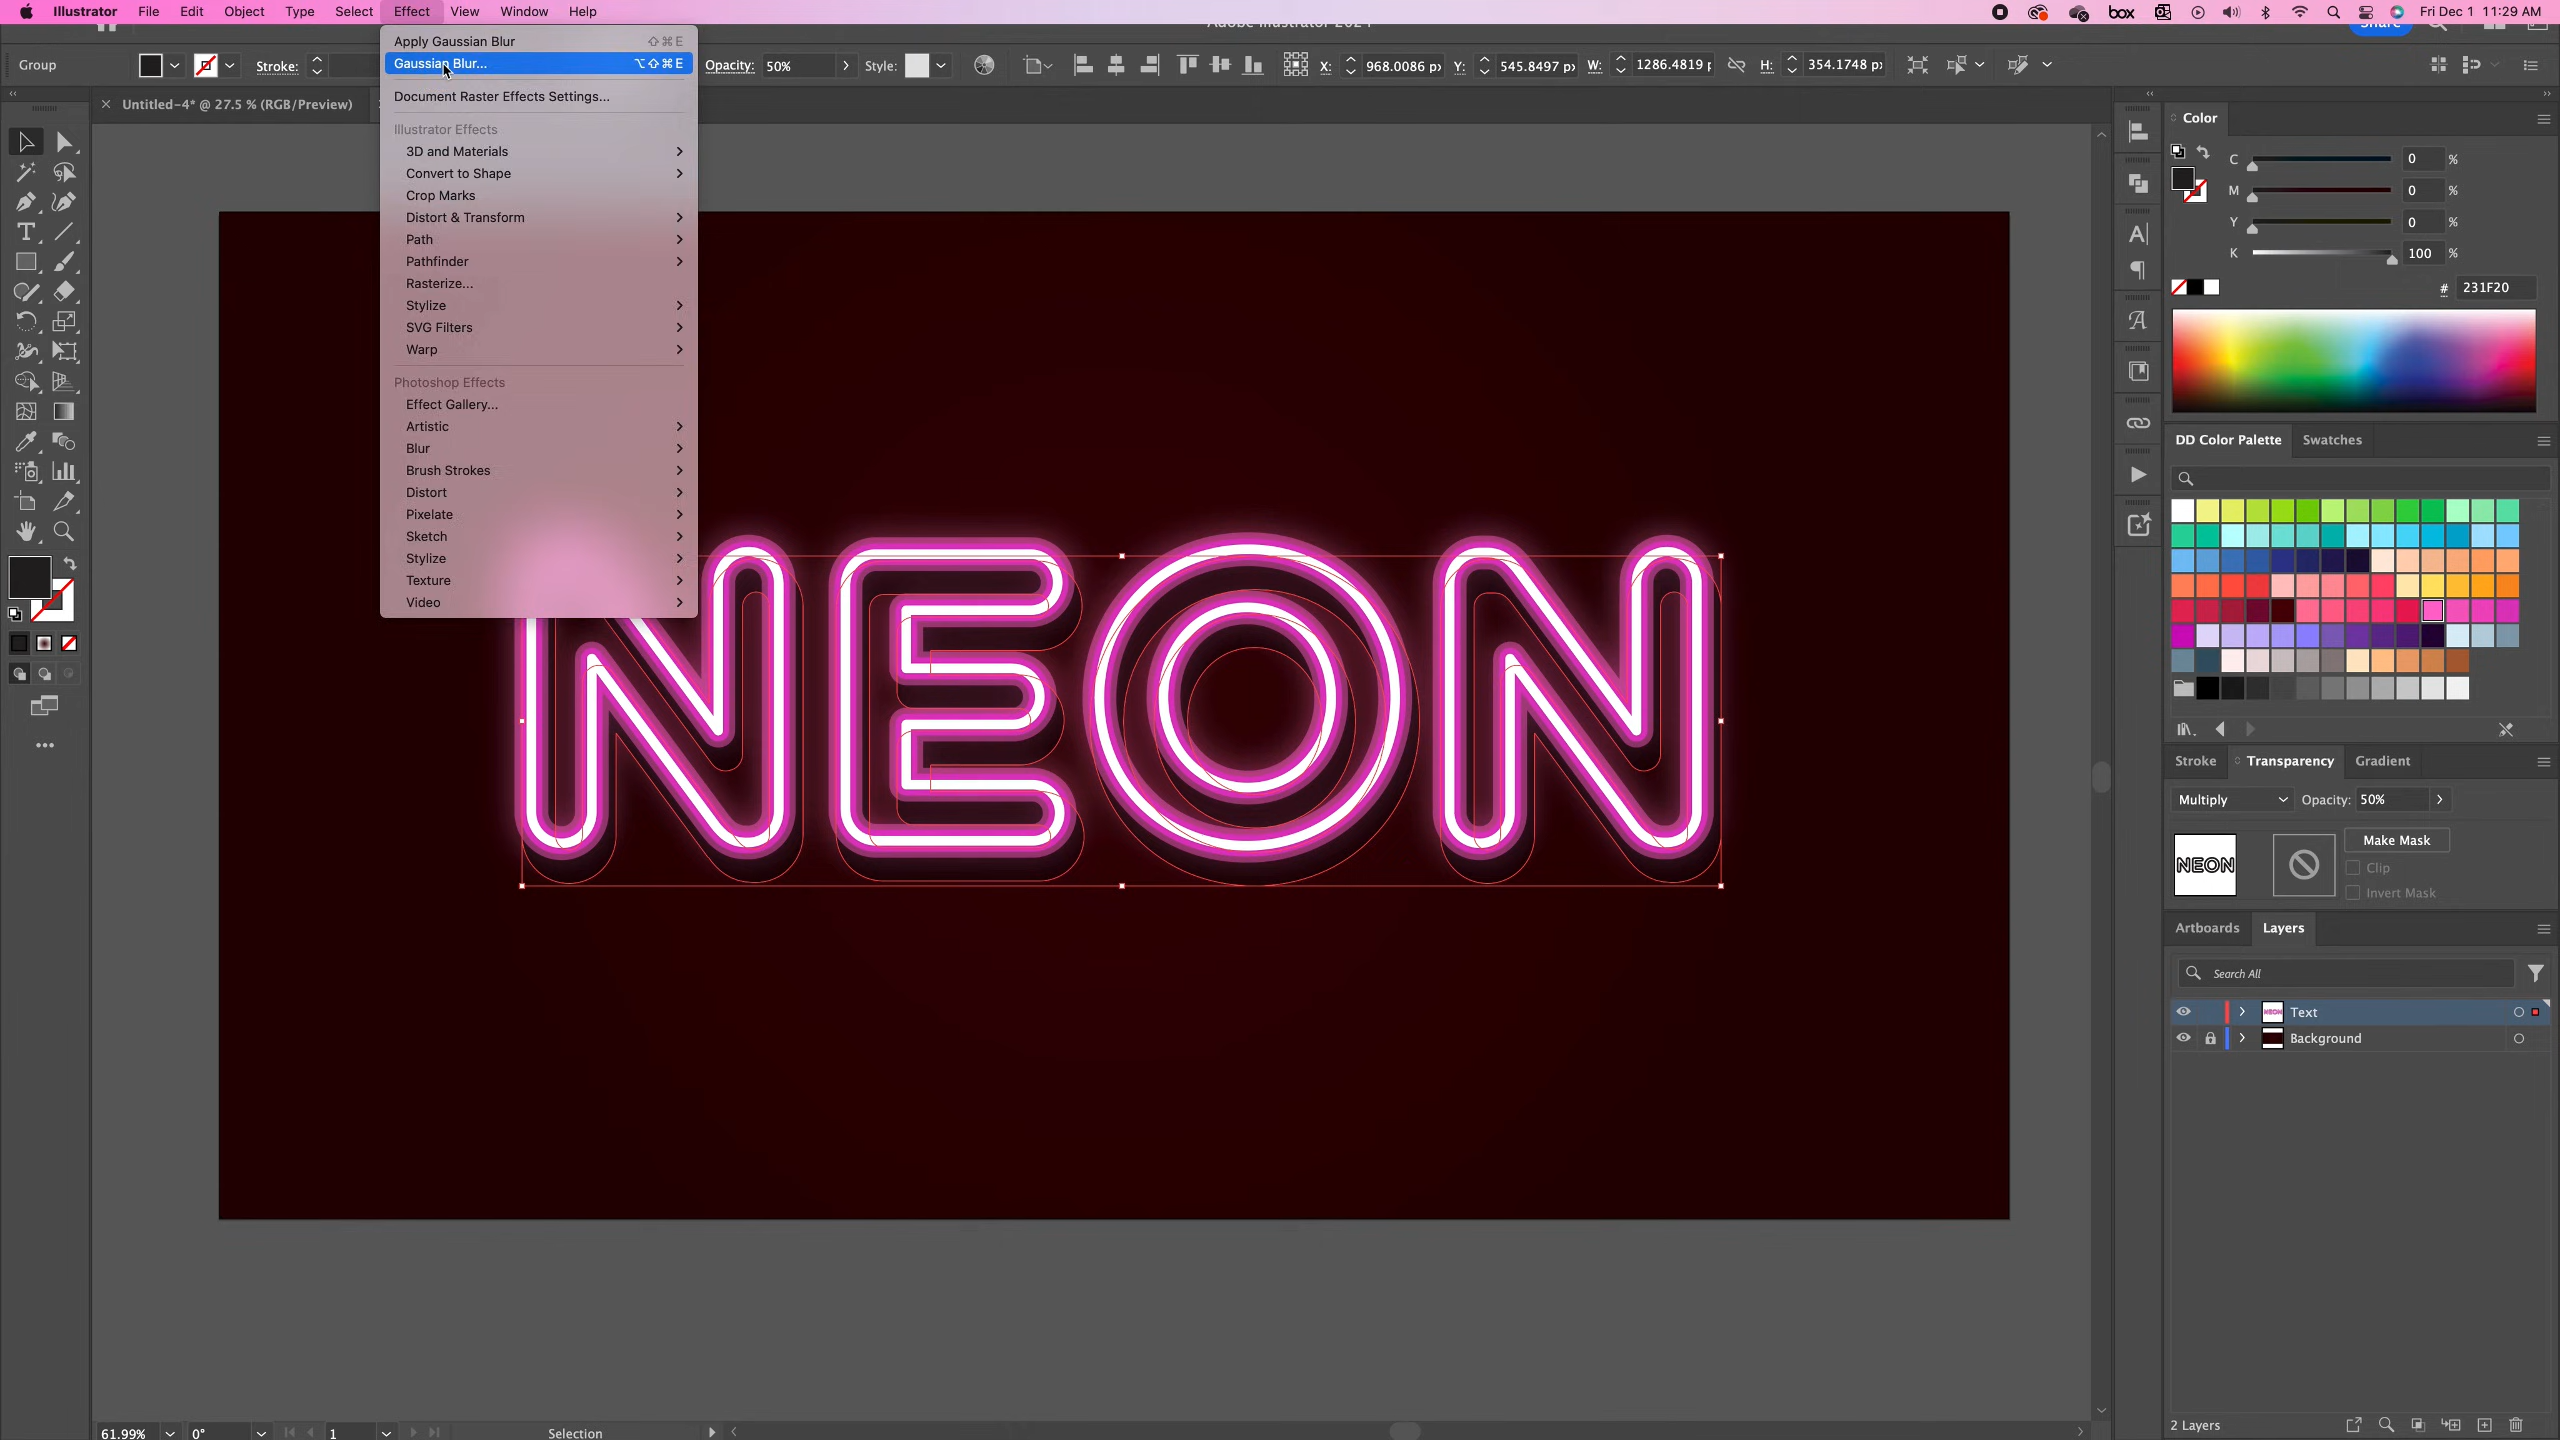 Illustrator File Edit Object Type Select Effect View Window Help
box Fri Dec 1 11:29 AM
Adobe Illustrator 2024
Share
Group Stroke: Opacity: 50% Style: X: 968.0086 px Y: 545.8497 px W: 1286.4819 H: 354.1748 px
Untitled-4* @ 27.5 % (RGB/Preview)
Apply Gaussian Blur ⇧⌘E
Gaussian Blur... ⌥⇧⌘E
Document Raster Effects Settings...
Illustrator Effects
3D and Materials
Convert to Shape
Crop Marks
Distort & Transform
Path
Pathfinder
Rasterize...
Stylize
SVG Filters
Warp
Photoshop Effects
Effect Gallery...
Artistic
Blur
Brush Strokes
Distort
Pixelate
Sketch
Stylize
Texture
Video
NEON
Color
C 0 %
M 0 %
Y 0 %
K 100 %
# 231F20
DD Color Palette Swatches
Stroke Transparency Gradient
Multiply Opacity: 50%
NEON
Make Mask
Clip
Invert Mask
Artboards Layers
Search All
NEON Text
Background
2 Layers
61.99% 0° 1 Selection